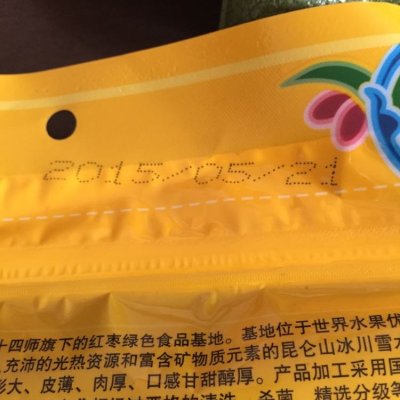 2015/05/21
十四师旗下的红枣绿色食品基地。基地位于世界水果优
充沛的光热资源和富含矿物质元素的昆仑山冰川雪水
形大、皮薄、肉厚、口感甘甜醇厚。产品加工采用国
杀菌、精选分级等